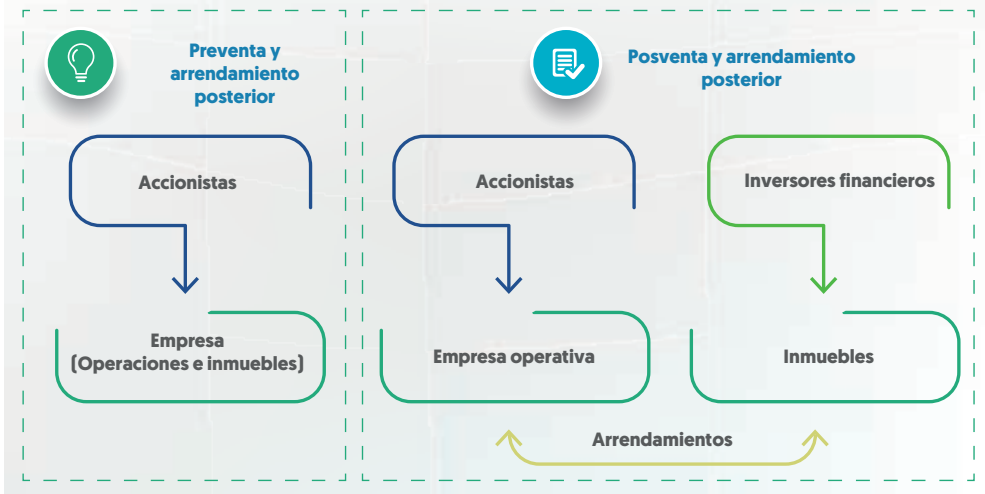 Preventa y
arrendamiento
posterior
Accionistas
Empresa
(Operaciones e inmuebles)
Posventa y arrendamiento
posterior
Accionistas
Inversores financieros
Empresa operativa
Inmuebles
Arrendamientos